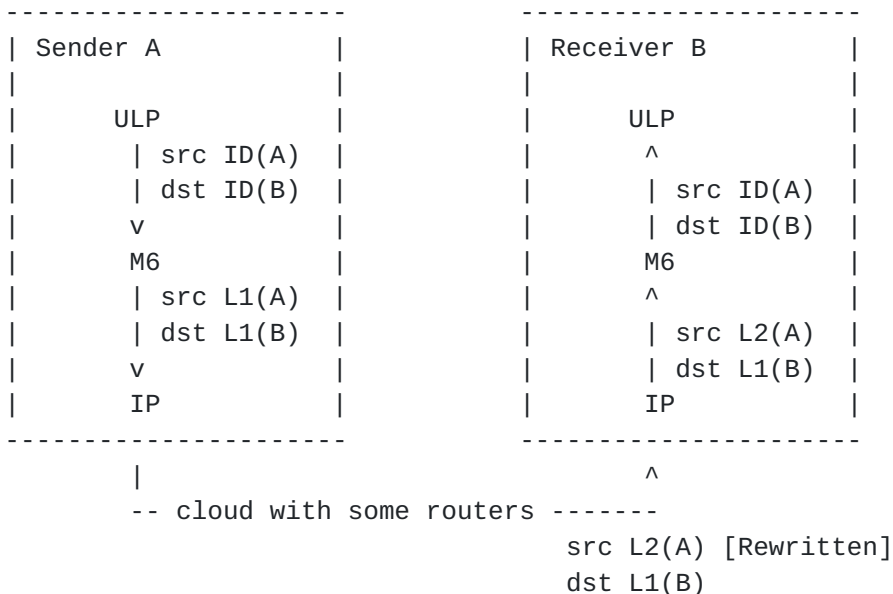 ----------------------            ----------------------
| Sender A           |            | Receiver B         |
|                    |            |                    |
|      ULP           |            |      ULP           |
|       | src ID(A)  |            |       ^            |
|       | dst ID(B)  |            |       | src ID(A)  |
|       v            |            |       | dst ID(B)  |
|       M6           |            |       M6           |
|       | src L1(A)  |            |       ^            |
|       | dst L1(B)  |            |       | src L2(A)  |
|       v            |            |       | dst L1(B)  |
|       IP           |            |       IP           |
----------------------            ----------------------
        |                                 ^
        -- cloud with some routers -------
                                    src L2(A) [Rewritten]
                                    dst L1(B)